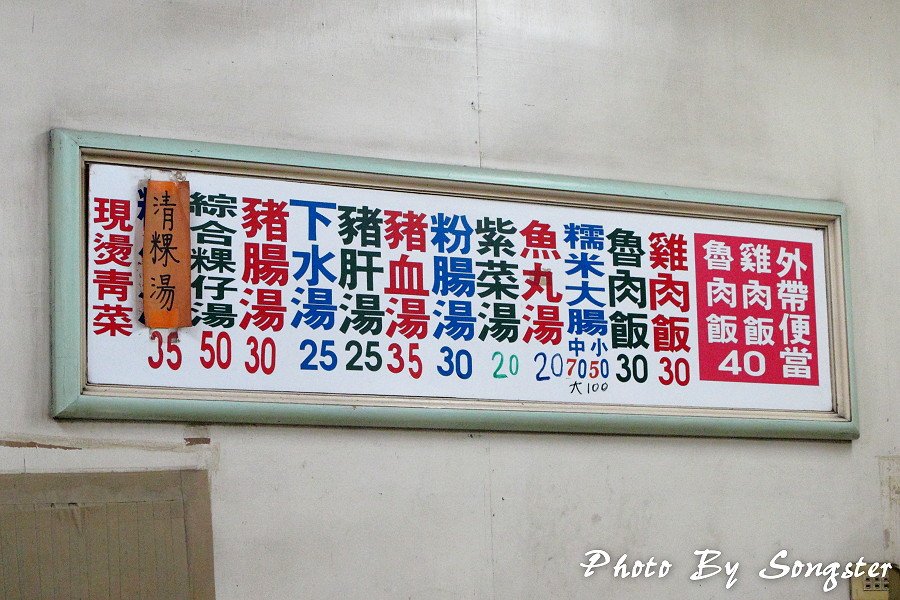 外帶便當
雞肉飯
魯肉飯
40
雞肉飯
30
魯肉飯
30
糯米大腸
小50
中70
大100
魚丸湯
20
紫菜湯
20
粉腸湯
30
豬血湯
35
豬肝湯
25
下水湯
25
豬腸湯
30
綜合粿仔湯
50
清粿湯
35
現燙青菜
Photo By Songster